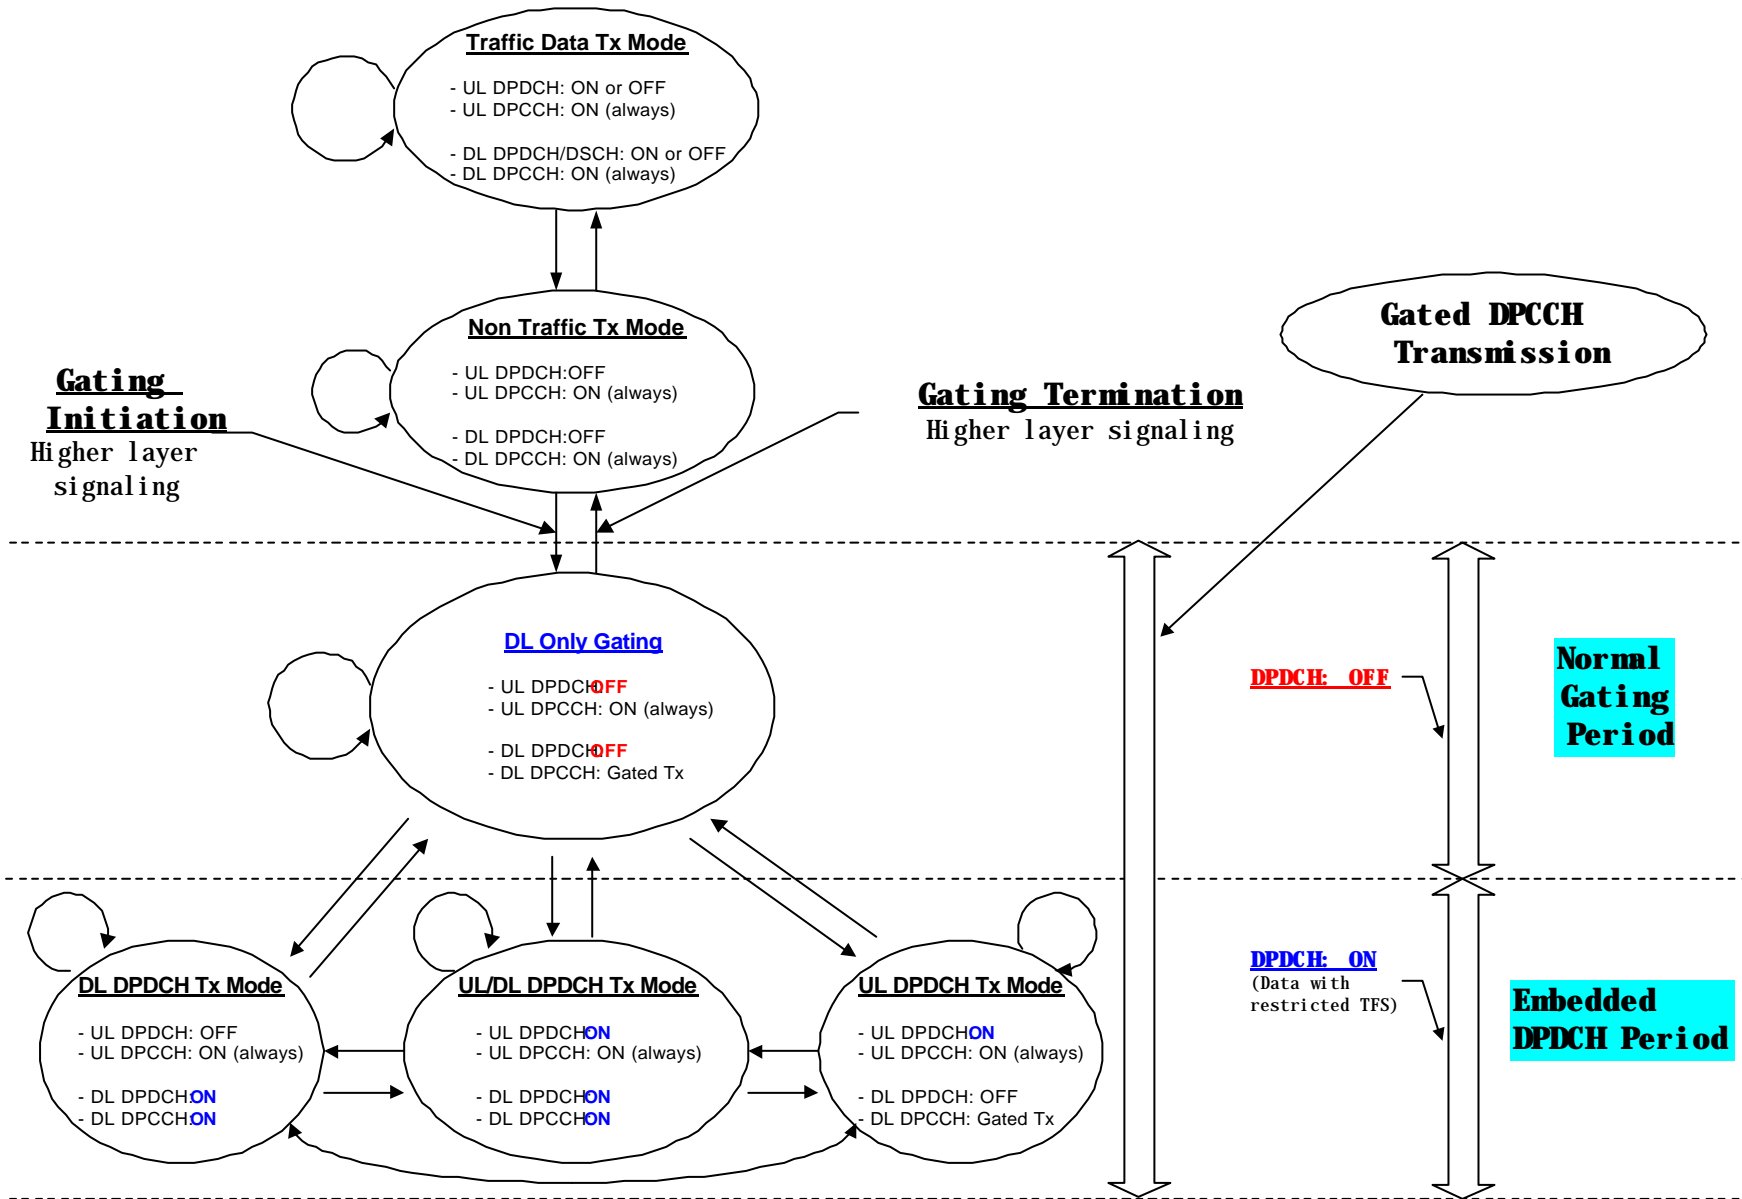 Traffic Data Tx Mode
- UL DPDCH: ON or OFF
- UL DPCCH: ON (always)
- DL DPDCH/DSCH: ON or OFF
- DL DPCCH: ON (always)
Non Traffic Tx Mode
- UL DPDCH:OFF
- UL DPCCH: ON (always)
- DL DPDCH:OFF
- DL DPCCH: ON (always)
Gating
Initiation
Higher layer
signaling
Gating Termination
Higher layer signaling
Gated DPCCH
Transmission
DL Only Gating
- UL DPDCH:OFF
- UL DPCCH: ON (always)
- DL DPDCH:OFF
- DL DPCCH: Gated Tx
DPDCH: OFF
Normal
Gating
Period
DL DPDCH Tx Mode
- UL DPDCH: OFF
- UL DPCCH: ON (always)
- DL DPDCH:ON
- DL DPCCH:ON
UL/DL DPDCH Tx Mode
- UL DPDCH:ON
- UL DPCCH: ON (always)
- DL DPDCH:ON
- DL DPCCH:ON
UL DPDCH Tx Mode
- UL DPDCH:ON
- UL DPCCH: ON (always)
- DL DPDCH: OFF
- DL DPCCH: Gated Tx
DPDCH: ON
(Data with
restricted TFS)
Embedded
DPDCH Period